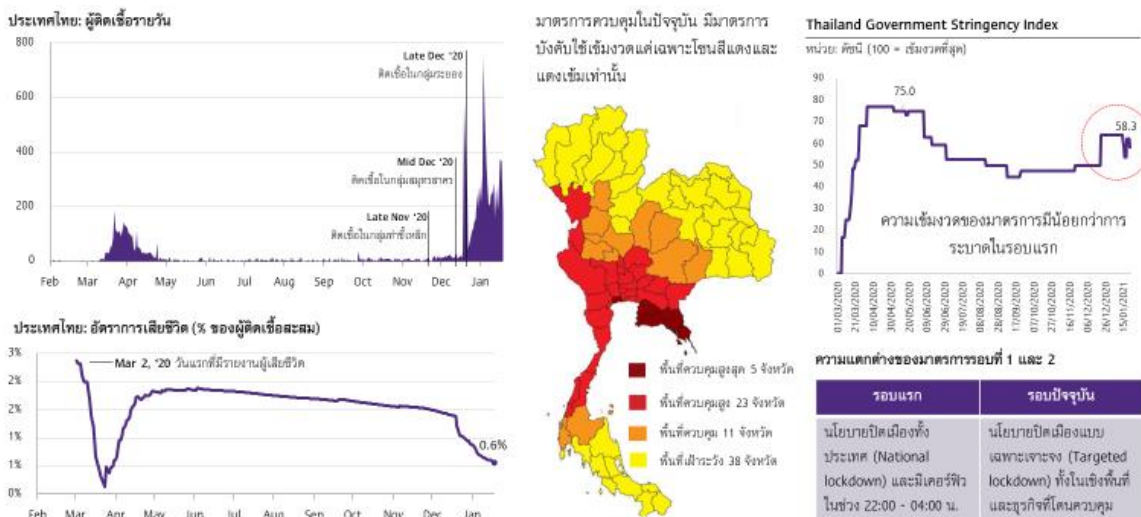 ประเทศไทย: ผู้ติดเชื้อรายวัน
800
600
400
200
0
Late Dec '20
ติดเชื้อในกลุ่มระยอง
Mid Dec '20
ติดเชื้อในกลุ่มสมุทรสาคร
Late Nov '20
ติดเชื้อในกลุ่มท่าขี้เหล็ก
Feb Mar Apr May Jun Jul Aug Sep Oct Nov Dec Jan
ประเทศไทย: อัตราการเสียชีวิต (% ของผู้ติดเชื้อสะสม)
3%
2%
2%
1%
1%
0%
Mar 2, '20 วันแรกที่มีรายงานผู้เสียชีวิต
0.6%
Feb Mar Apr May Jun Jul Aug Sep Oct Nov Dec Jan
มาตรการควบคุมในปัจจุบัน มีมาตรการ
บังคับใช้เข้มงวดแค่เฉพาะโซนสีแดงและ
แดงเข้มเท่านั้น
พื้นที่ควบคุมสูงสุด 5 จังหวัด
พื้นที่ควบคุมสูง 23 จังหวัด
พื้นที่ควบคุม 11 จังหวัด
พื้นที่เฝ้าระวัง 38 จังหวัด
Thailand Government Stringency Index
หน่วย: ดัชนี (100 = เข้มงวดที่สุด)
90
80
70
60
50
40
30
20
10
0
75.0
58.3
ความเข้มงวดของมาตรการมีน้อยกว่าการ
ระบาดในรอบแรก
01/03/2020
21/03/2020
10/04/2020
30/04/2020
20/05/2020
09/06/2020
29/06/2020
19/07/2020
08/08/2020
28/08/2020
17/09/2020
07/10/2020
27/10/2020
16/11/2020
06/12/2020
26/12/2020
15/01/2021
ความแตกต่างของมาตรการรอบที่ 1 และ 2
รอบแรก
นโยบายปิดเมืองทั้ง
ประเทศ (National
lockdown) และมีเคอร์ฟิว
ในช่วง 22:00 - 04:00 น.
รอบปัจจุบัน
นโยบายปิดเมืองแบบ
เฉพาะเจาะจง (Targeted
lockdown) ทั้งในเชิงพื้นที่
และธุรกิจที่โดนควบคุม